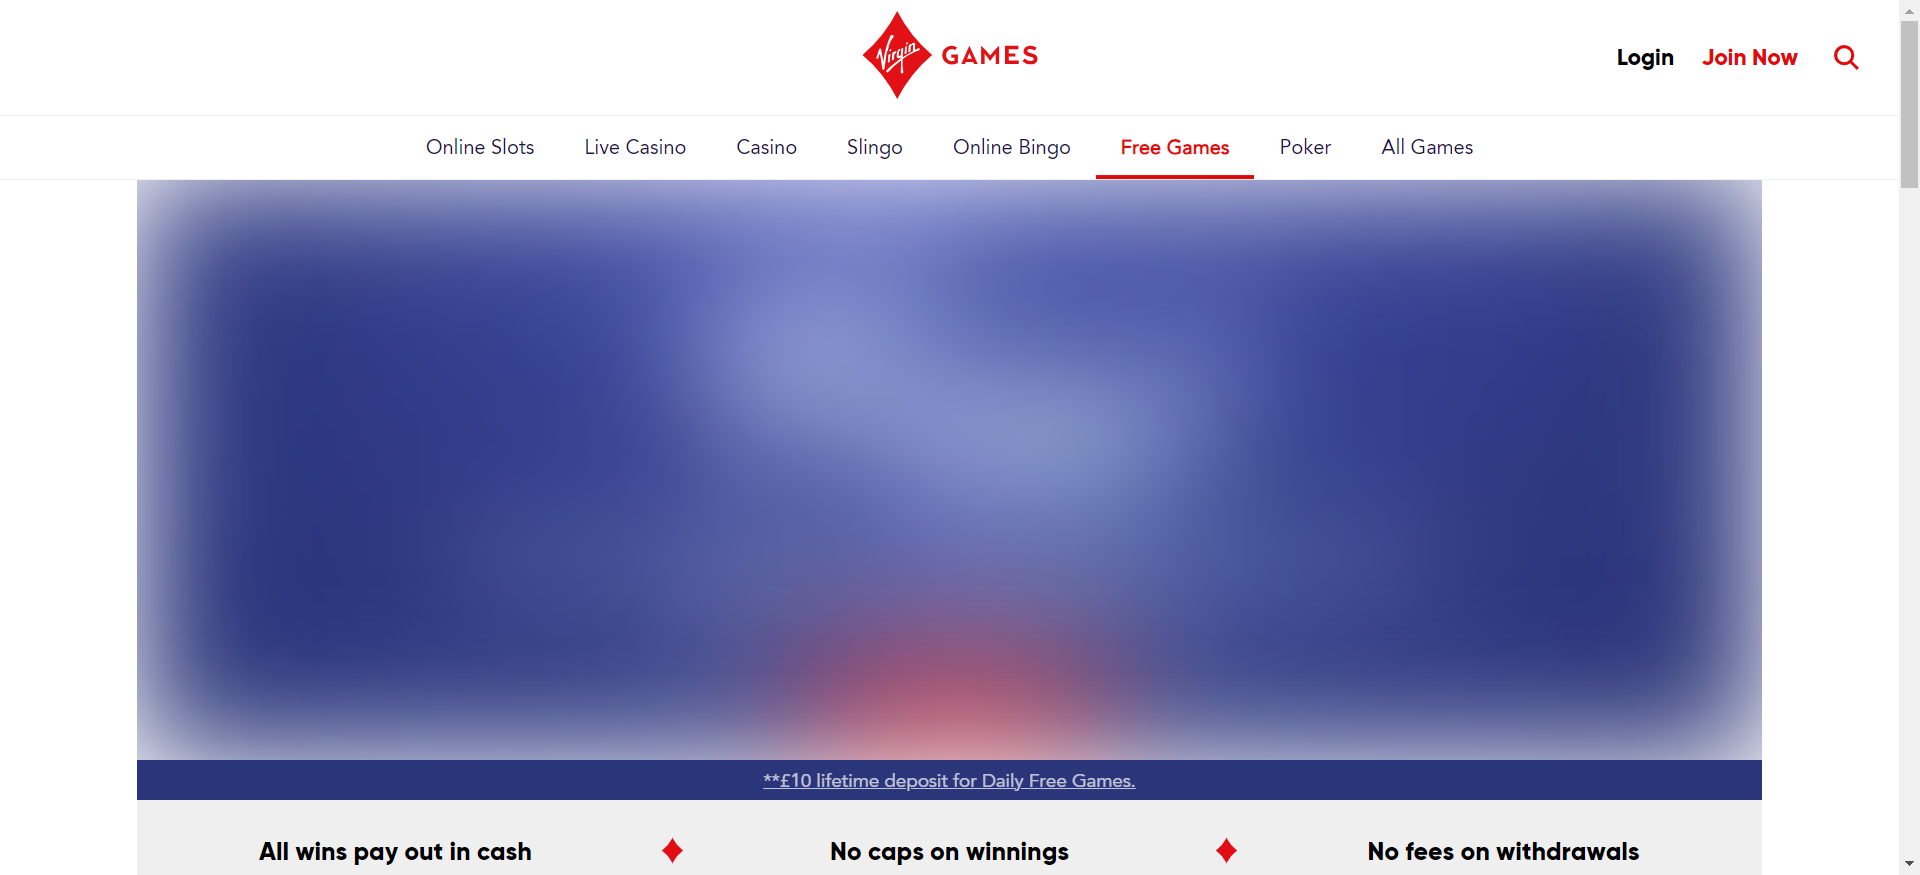 Virgin GAMES
Login Join Now
Online Slots Live Casino Casino Slingo Online Bingo Free Games Poker All Games
**£10 lifetime deposit for Daily Free Games.
All wins pay out in cash No caps on winnings No fees on withdrawals